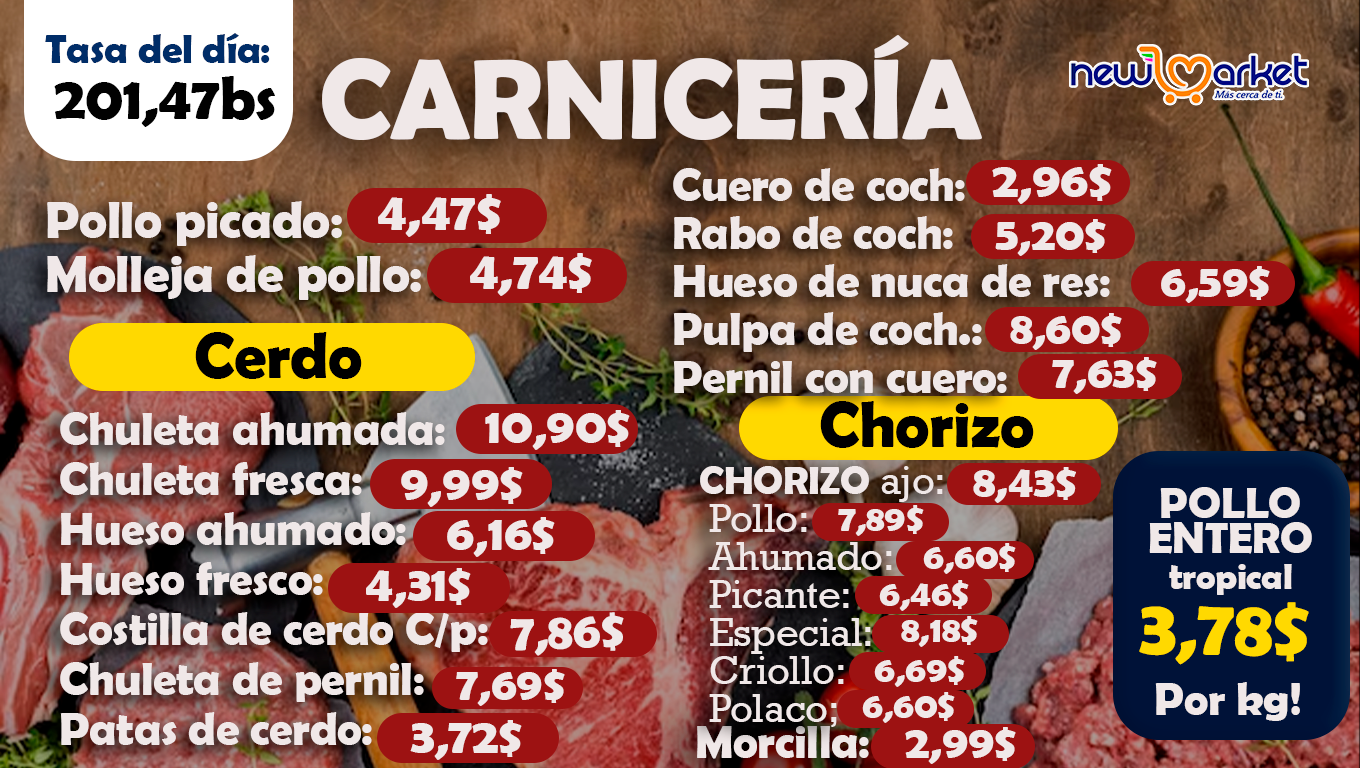 Tasa del día:
201,47bs
CARNICERÍA
newmarket
Más cerca de ti.
Pollo picado: 4,47$
Molleja de pollo: 4,74$
Cerdo
Chuleta ahumada: 10,90$
Chuleta fresca: 9,99$
Hueso ahumado: 6,16$
Hueso fresco: 4,31$
Costilla de cerdo C/p: 7,86$
Chuleta de pernil: 7,69$
Patas de cerdo: 3,72$
Cuero de coch: 2,96$
Rabo de coch: 5,20$
Hueso de nuca de res: 6,59$
Pulpa de coch.: 8,60$
Pernil con cuero: 7,63$
Chorizo
CHORIZO ajo: 8,43$
Pollo: 7,89$
Ahumado: 6,60$
Picante: 6,46$
Especial: 8,18$
Criollo: 6,69$
Polaco; 6,60$
Morcilla: 2,99$
POLLO
ENTERO
tropical
3,78$
Por kg!